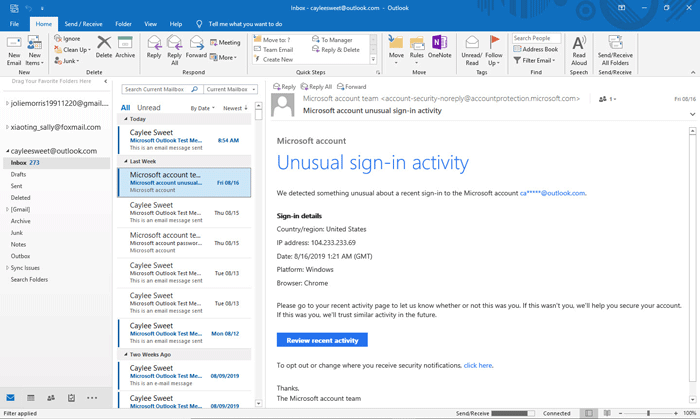 Inbox - cayleesweet@outlook.com - Outlook
File Home Send / Receive Folder View Help Tell me what you want to do
New Email
New Items
Ignore
Clean Up
Junk
Delete
Archive
Delete
Reply
Reply All
Forward
Meeting
More
Respond
Move to: ?
Team Email
Create New
To Manager
Reply & Delete
Quick Steps
Move
Rules
OneNote
Move
Unread/ Read
Follow Up
Tags
Search People
Address Book
Filter Email
Find
Read Aloud
Speech
Send/Receive All Folders
Send/Receive
Drag Your Favorite Folders Here
joliemorris19911220@gmail....
xiaoting_sally@foxmail.com
cayleesweet@outlook.com
Inbox 273
Drafts
Sent
Deleted
[Gmail]
Archive
Junk
Notes
Outbox
Sync Issues
Search Folders
Search Current Mailbox Current Mailbox
All Unread By Date Newest ↓
Today
Caylee Sweet
Microsoft Outlook Test Me... 8:54 AM
This is an email message sent
Last Week
Microsoft account te...
Microsoft account unusual... Fri 08/16
Microsoft account
Caylee Sweet
Microsoft Outlook Test Me... Thu 08/15
This is an email message sent
Microsoft account te...
Microsoft account passwor... Thu 08/15
Microsoft account
Caylee Sweet
Microsoft Outlook Test Me... Tue 08/13
This is an email message sent
Caylee Sweet
Microsoft Outlook Test Me... Tue 08/13
This is an email message sent
Caylee Sweet
Microsoft Outlook Test Me... Mon 08/12
This is an email message sent
Two Weeks Ago
Caylee Sweet
Microsoft Outlook Test Me... 08/09/2019
This is an e-mail message
Caylee Sweet
Microsoft Outlook Test Me... 08/09/2019
Reply Reply All Forward
Microsoft account team <account-security-noreply@accountprotection.microsoft.com> 1 Fri 08/16
Microsoft account unusual sign-in activity
Microsoft account
Unusual sign-in activity
We detected something unusual about a recent sign-in to the Microsoft account ca*****@outlook.com.
Sign-in details
Country/region: United States
IP address: 104.233.233.69
Date: 8/16/2019 1:21 AM (GMT)
Platform: Windows
Browser: Chrome
Please go to your recent activity page to let us know whether or not this was you. If this wasn't you, we'll help you secure your account.
If this was you, we'll trust similar activity in the future.
Review recent activity
To opt out or change where you receive security notifications, click here.
Thanks,
The Microsoft account team
Filter applied Send/Receive Connected 100%